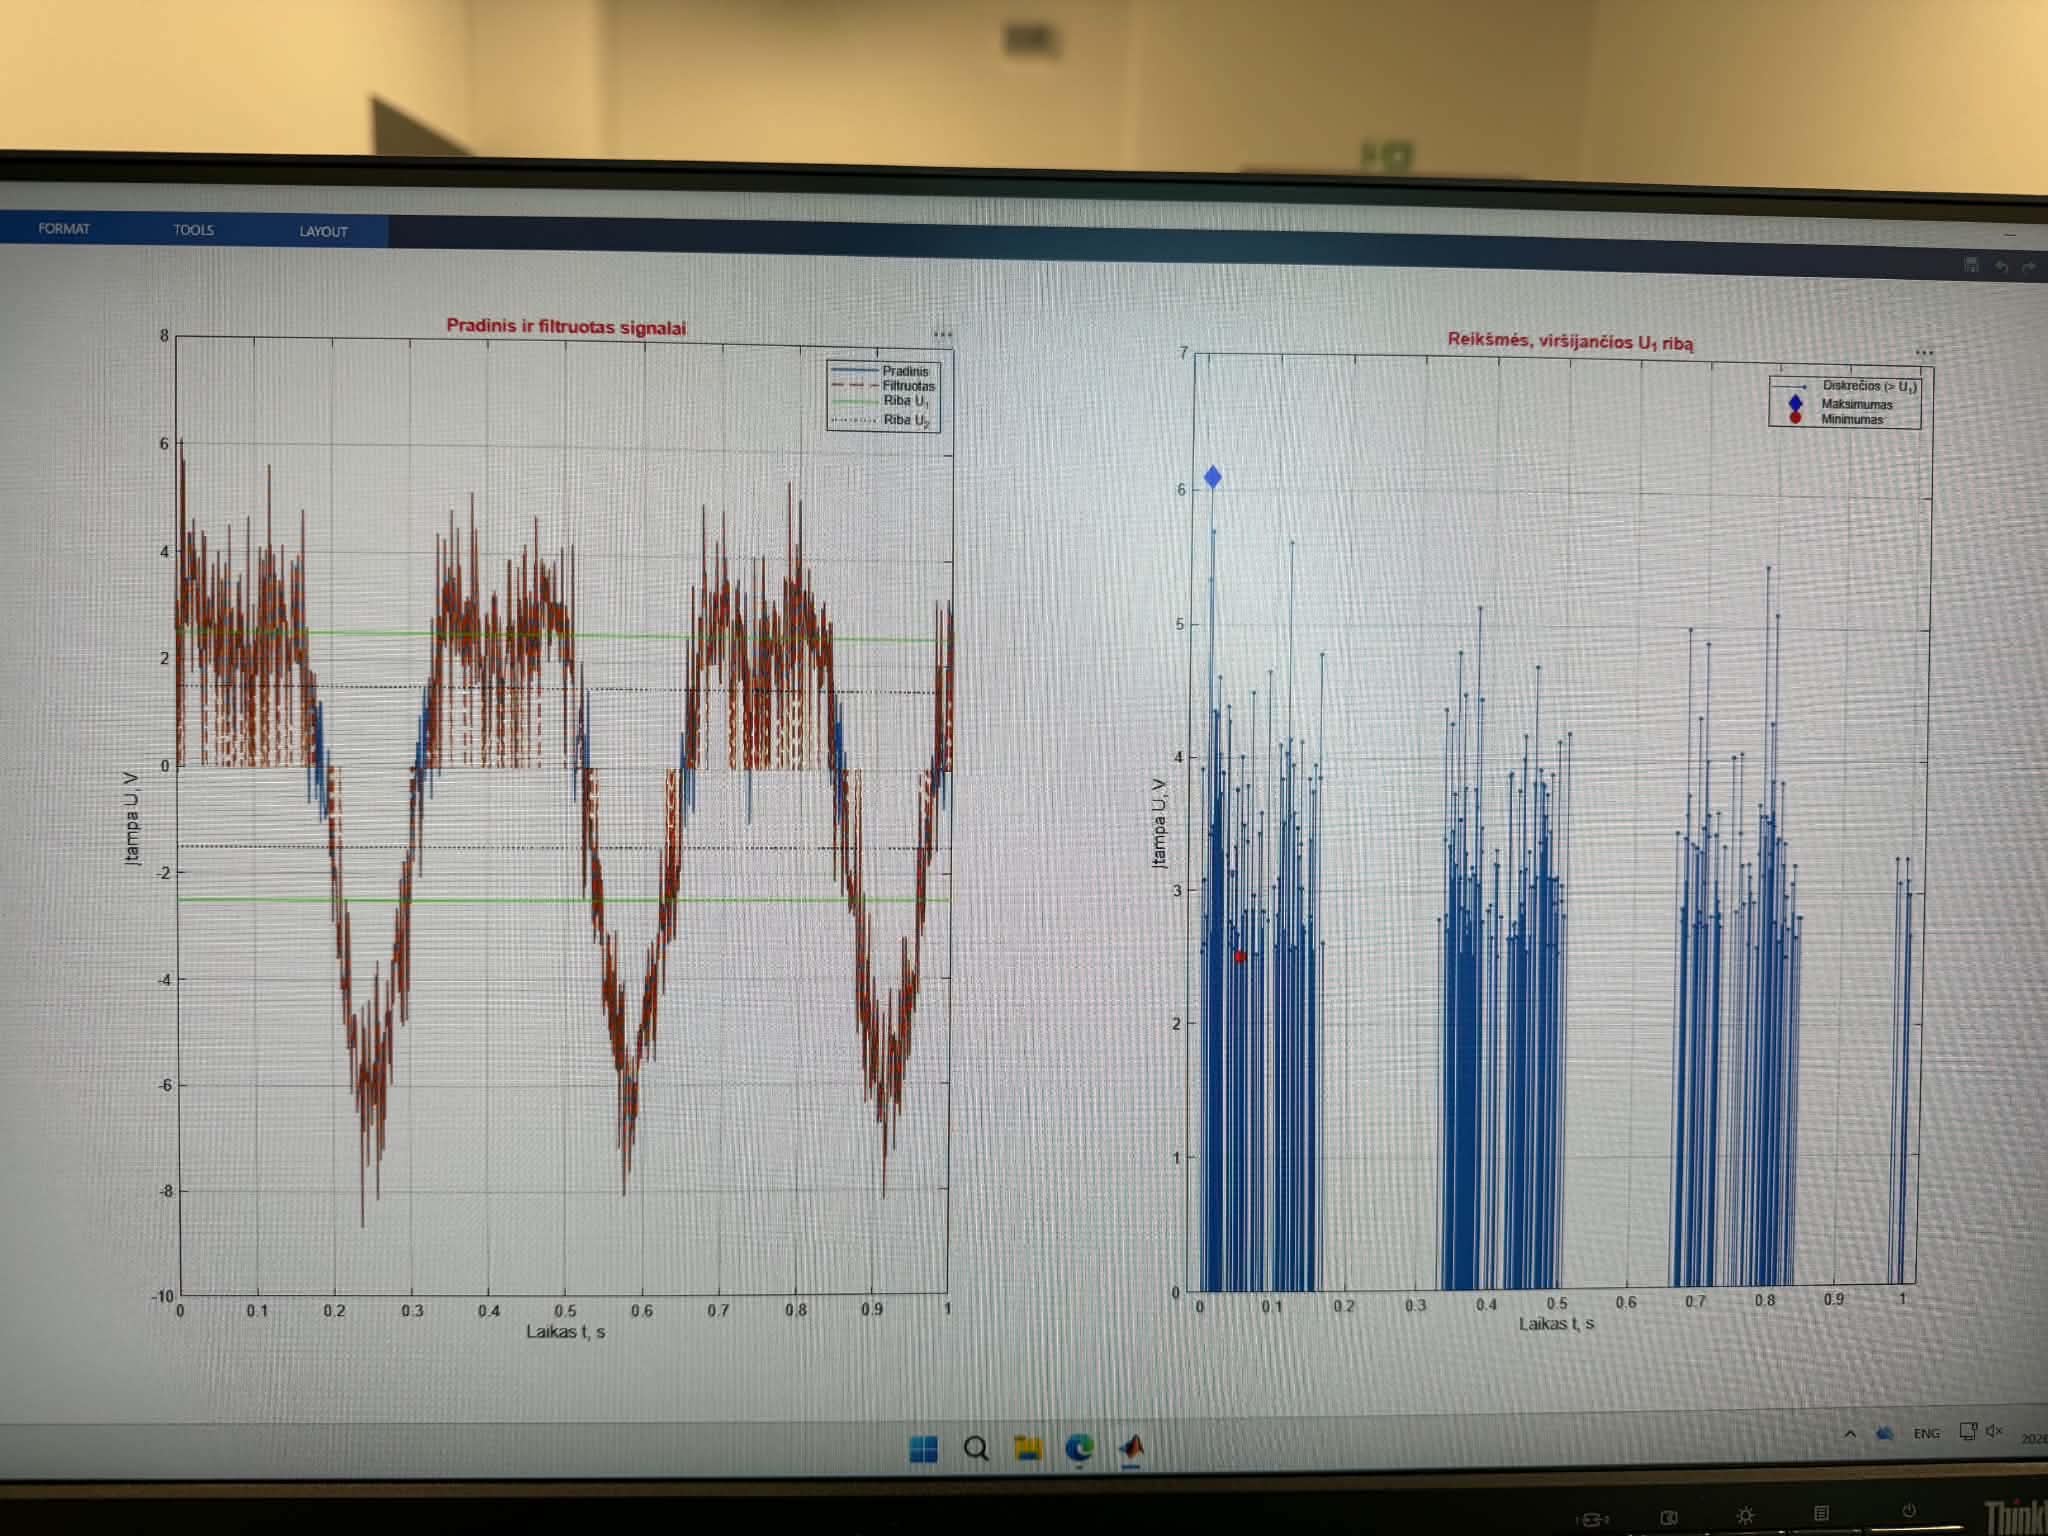 FORMAT TOOLS LAYOUT
Pradinis ir filtruotas signalai
Pradinis
Filtruotas
Riba U₁
Riba U₂
8
6
4
2
0
-2
-4
-6
-8
-10
Įtampa U, V
0 0.1 0.2 0.3 0.4 0.5 0.6 0.7 0.8 0.9 1
Laikas t, s
Reikšmės, viršijančios U₁ ribą
Diskrečios (> U₁)
Maksimumas
Minimumas
7
6
5
4
3
2
1
0
Įtampa U, V
0 0.1 0.2 0.3 0.4 0.5 0.6 0.7 0.8 0.9 1
Laikas t, s
ENG
Think